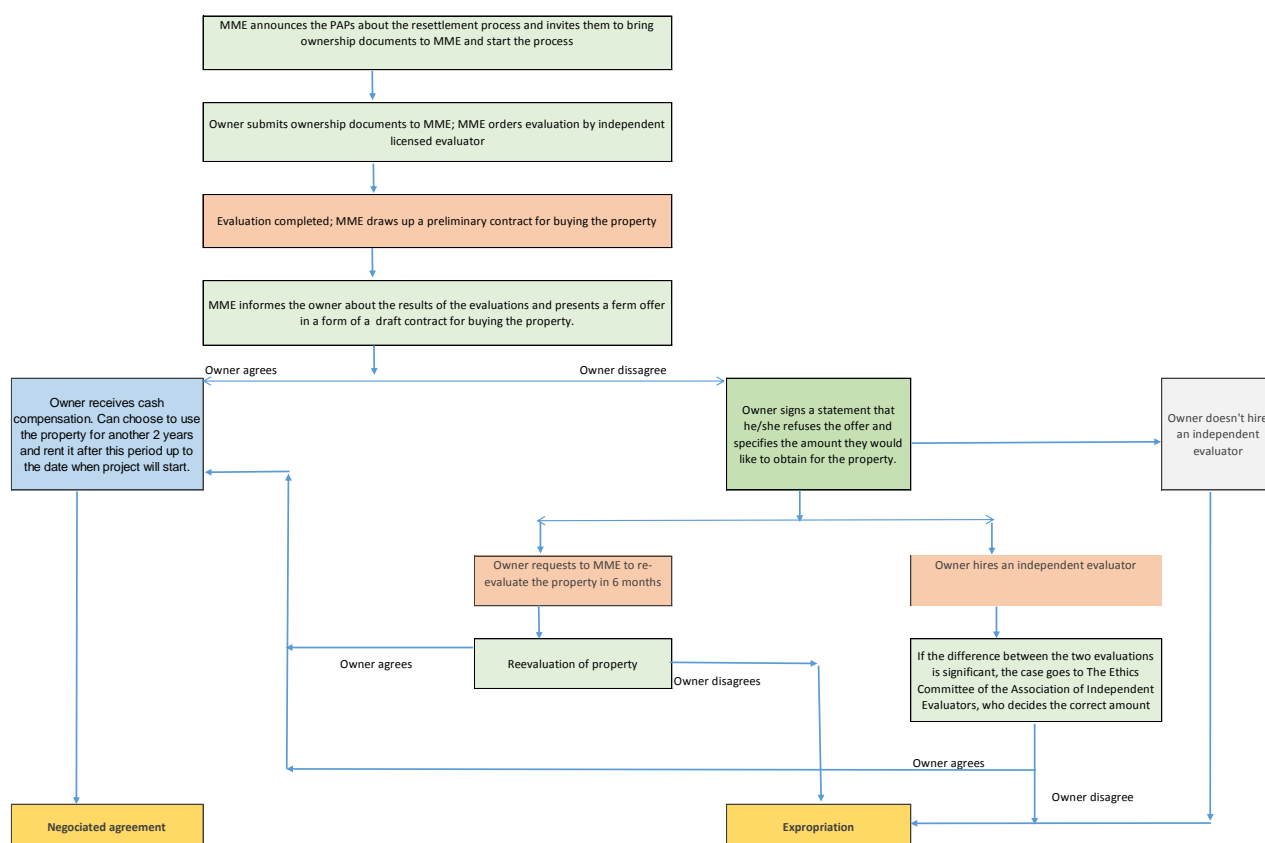 MME announces the PAPs about the resettlement process and invites them to bring
ownership documents to MME and start the process
Owner submits ownership documents to MME; MME orders evaluation by independent
licensed evaluator
Evaluation completed; MME draws up a preliminary contract for buying the property
MME informes the owner about the results of the evaluations and presents a ferm offer
in a form of a draft contract for buying the property.
Owner agrees
Owner dissagree
Owner receives cash
compensation. Can choose to use
the property for another 2 years
and rent it after this period up to
the date when project will start.
Owner signs a statement that
he/she refuses the offer and
specifies the amount they would
like to obtain for the property.
Owner doesn't hire
an independent
evaluator
Owner requests to MME to re-
evaluate the property in 6 months
Owner hires an independent evaluator
Owner agrees
Reevaluation of property
Owner disagrees
If the difference between the two evaluations
is significant, the case goes to The Ethics
Committee of the Association of Independent
Evaluators, who decides the correct amount
Owner agrees
Owner disagree
Negociated agreement
Expropriation